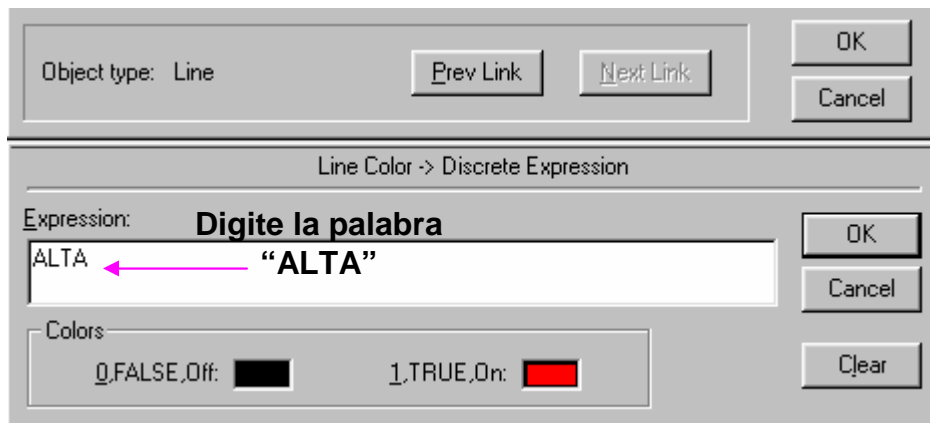 OK
Object type: Line Prev Link Next Link
Cancel
Line Color -> Discrete Expression
Expression: Digite la palabra
“ALTA”
ALTA
OK
Cancel
Colors
0,FALSE,Off: 1,TRUE,On:
Clear